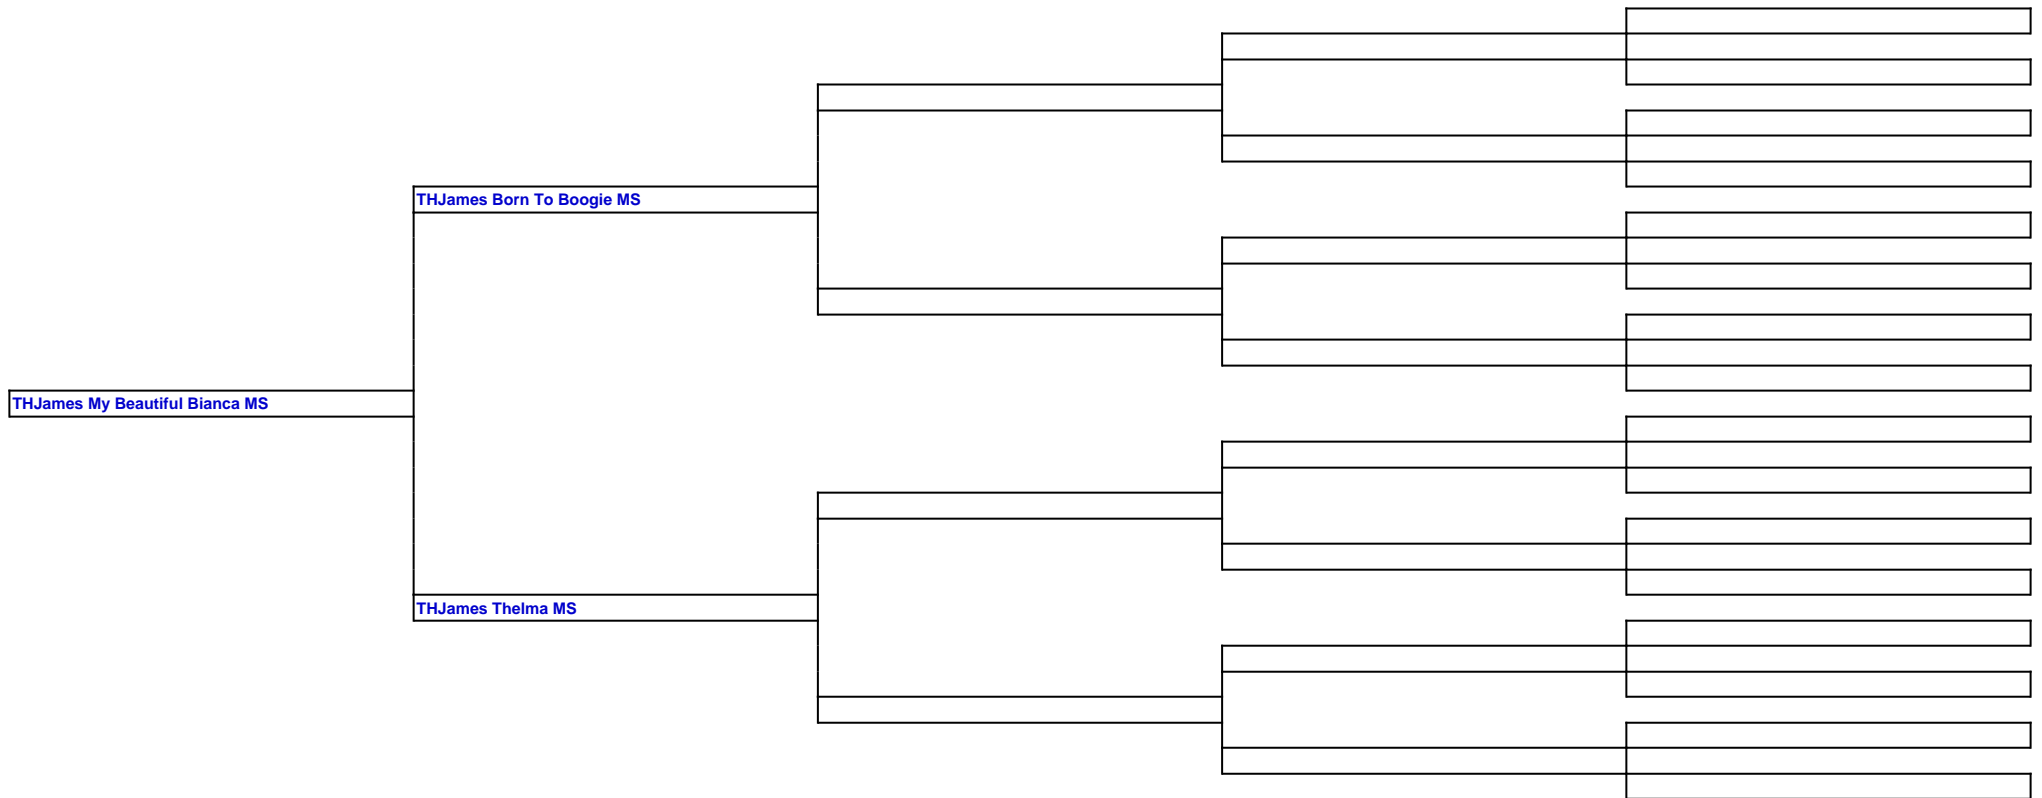 THJames Born To Boogie MS
THJames My Beautiful Bianca MS
THJames Thelma MS